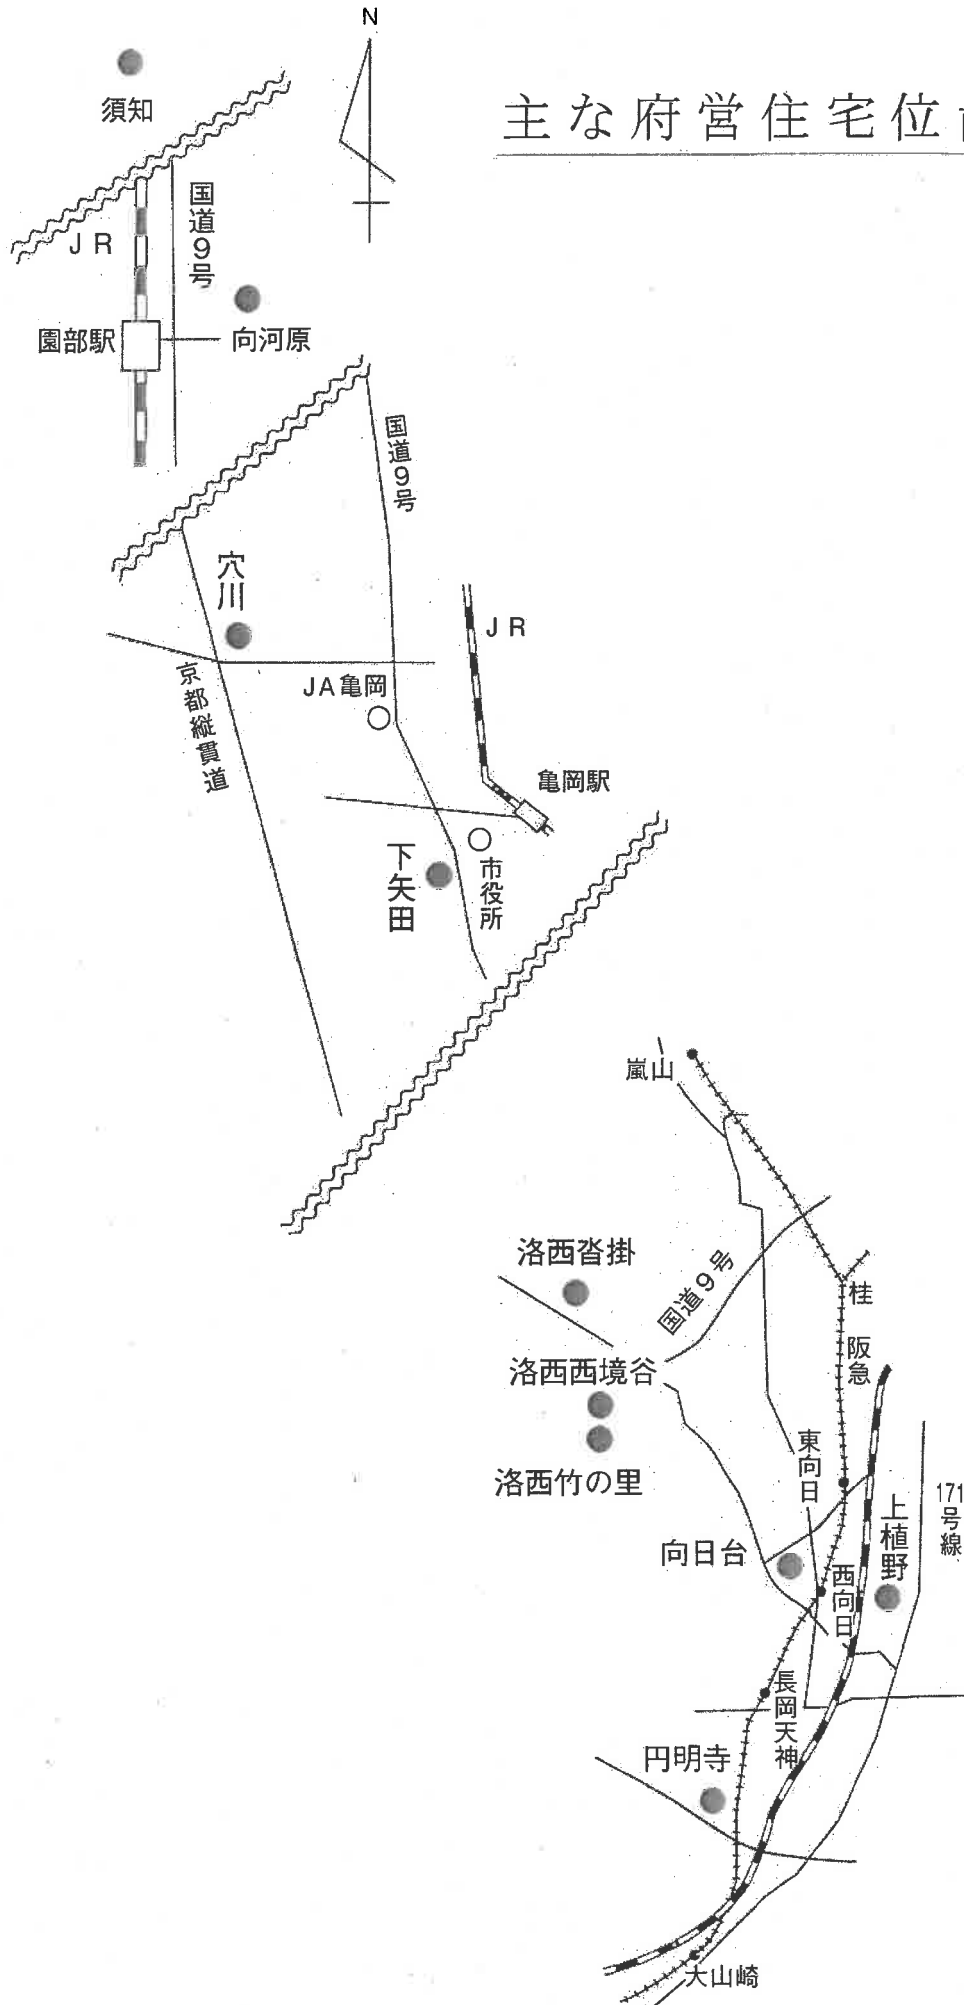 N
須知
主な府営住宅位
JR
国道9号
園部駅
向河原
国道9号
穴川
JR
京都縦貫道
JA亀岡
亀岡駅
下矢田
市役所
嵐山
洛西沓掛
国道9号
桂
阪急
洛西西境谷
東向日
洛西竹の里
171号線
上植野
向日台
西向日
長岡天神
円明寺
大山崎